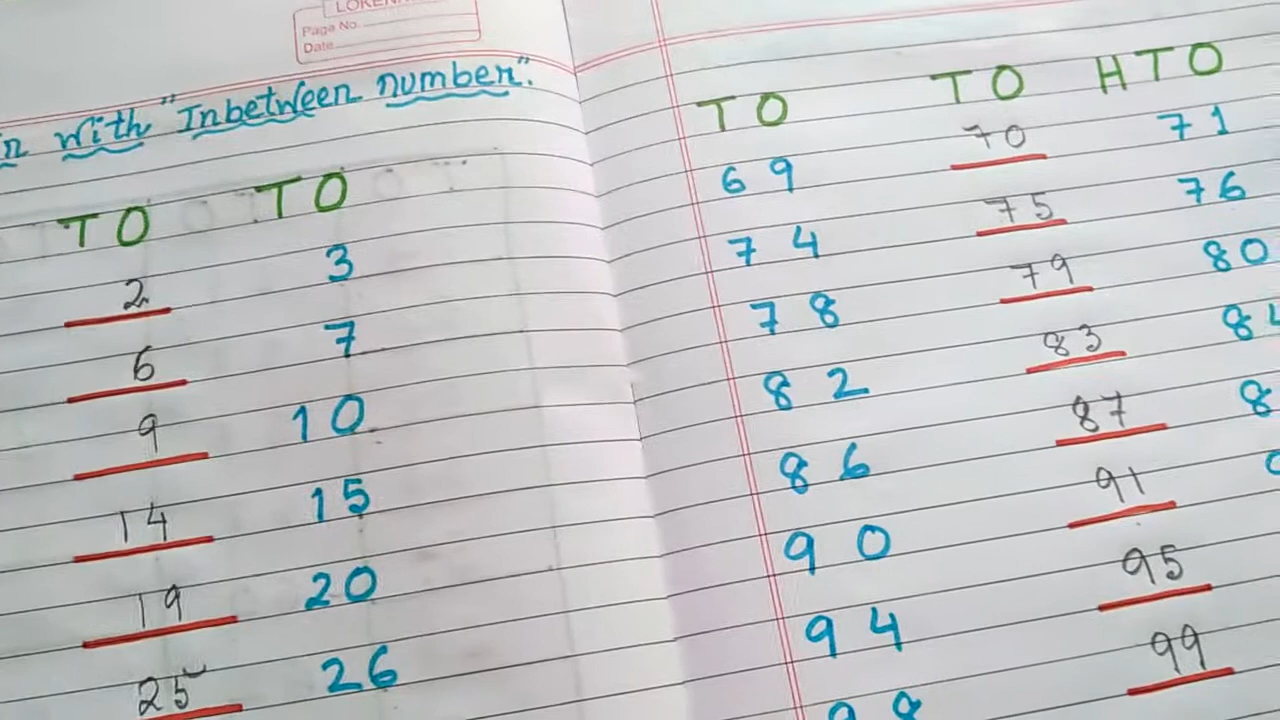 Page No.
Date
with "Inbetween number".
TO TO
2 3
6 7
9 10
14 15
19 20
25 26
TO TO HTO
69 70 71
74 75 76
78 79 80
82 83
86 87 8
90 91
94 95
98 99